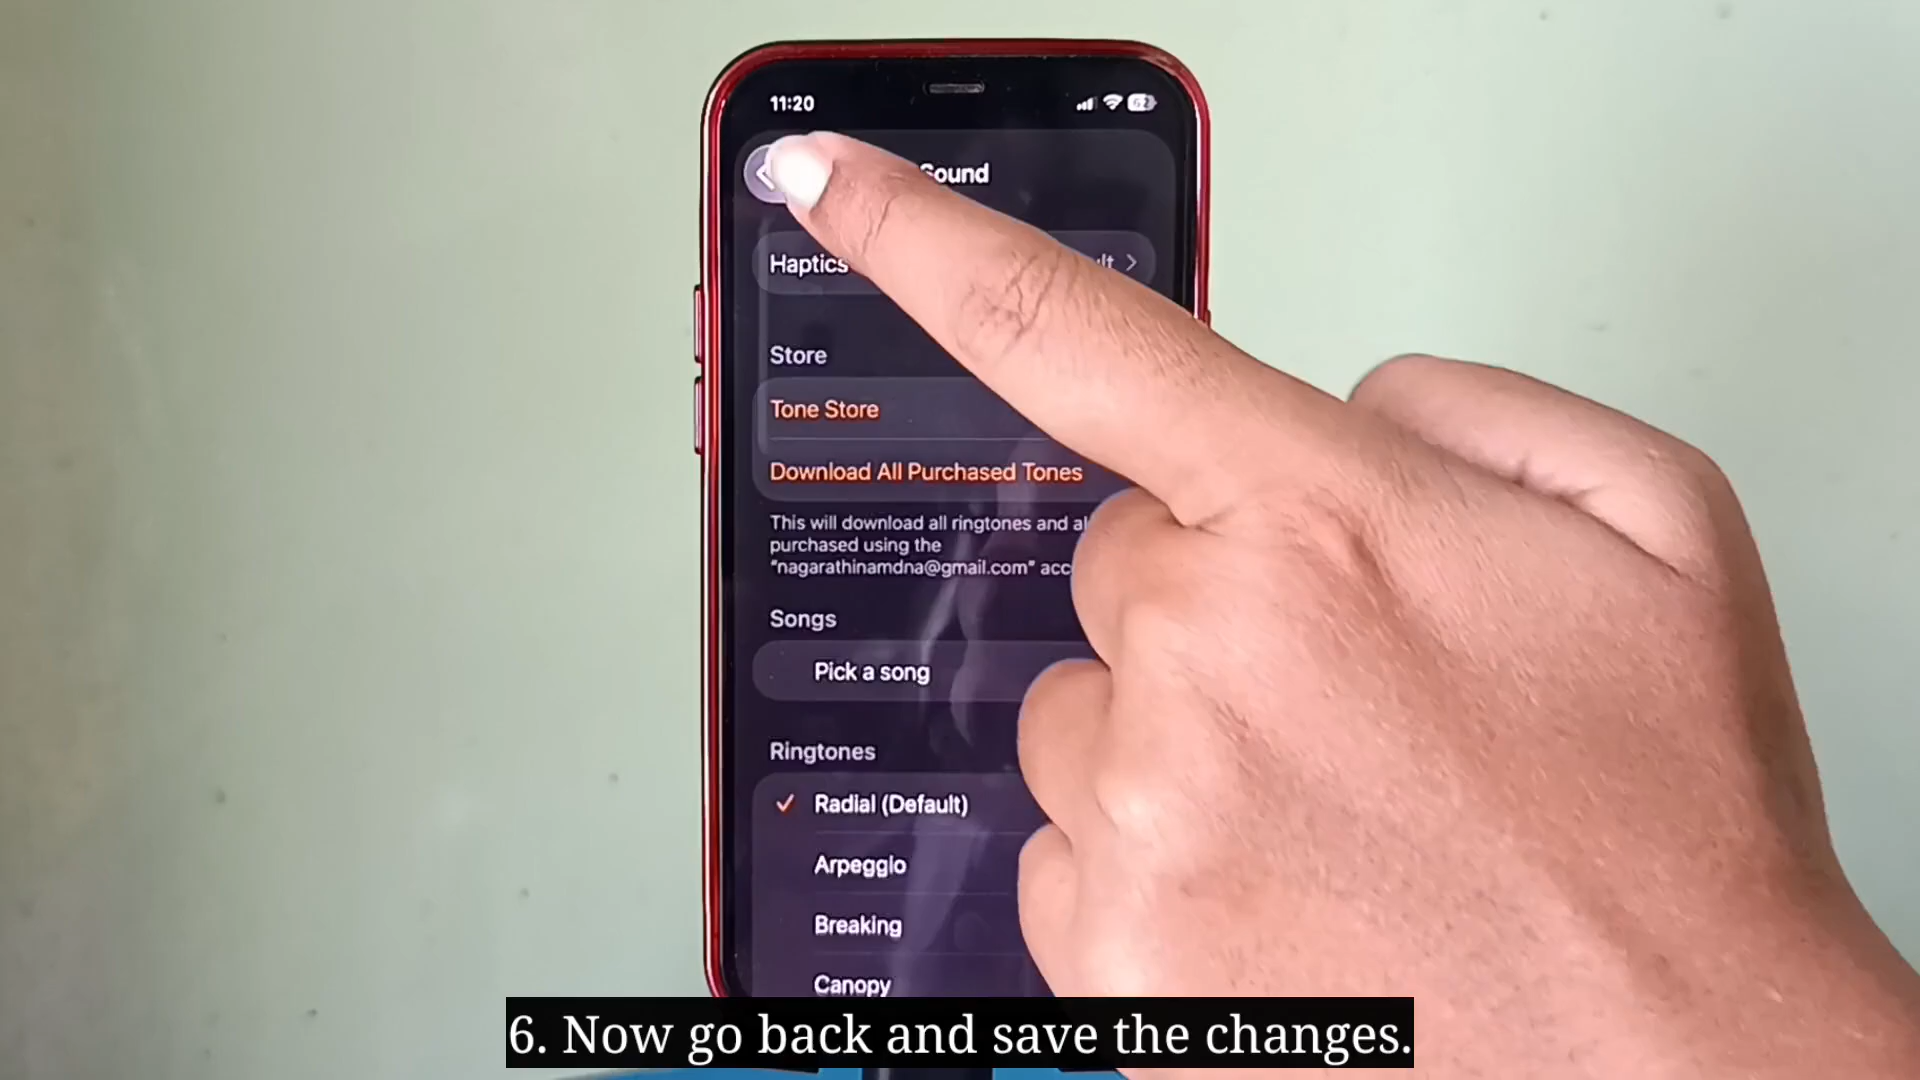 11:20
62
Sound
Haptics
Store
Tone Store
Download All Purchased Tones
This will download all ringtones and
purchased using the
"nagarathinamdna@gmail.com"
Songs
Pick a song
Ringtones
Radial (Default)
Arpeggio
Breaking
Canopy
6. Now go back and save the changes.